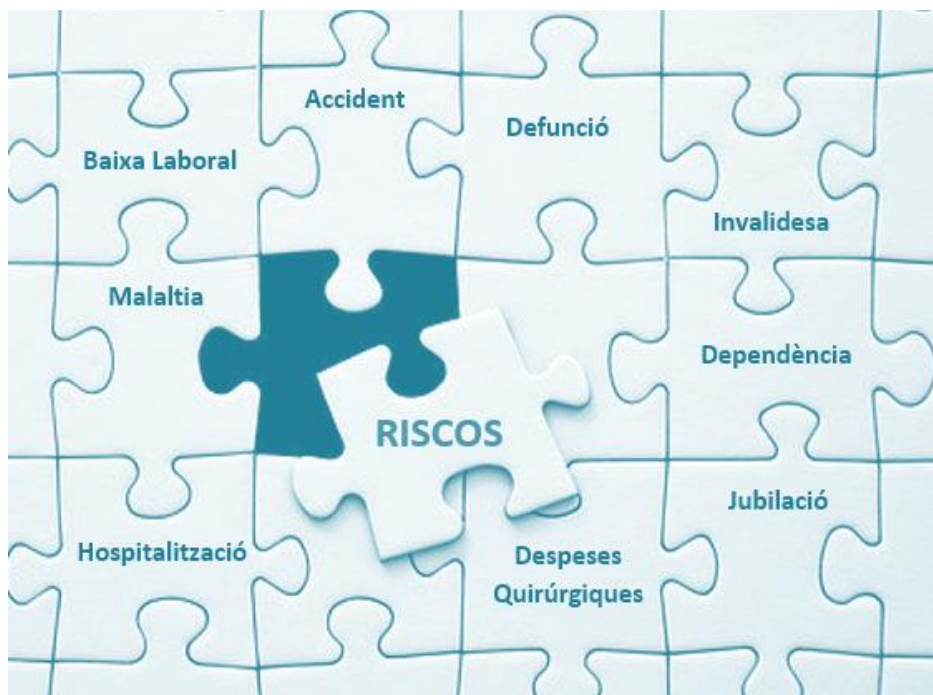 Accident
Defunció
Baixa Laboral
Invalidesa
Malaltia
Dependència
RISCOS
Jubilació
Hospitalització
Despeses
Quirúrgiques